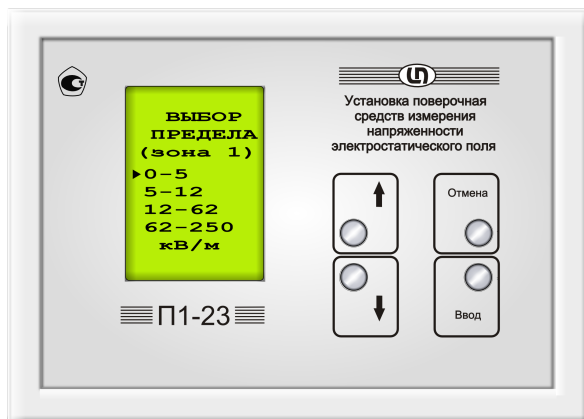 ВЫБОР
ПРЕДЕЛА
(зона 1)
▶0-5
5-12
12-62
62-250
кВ/м
П1-23
Установка поверочная
средств измерения
напряженности
электростатического поля
Отмена
Ввод